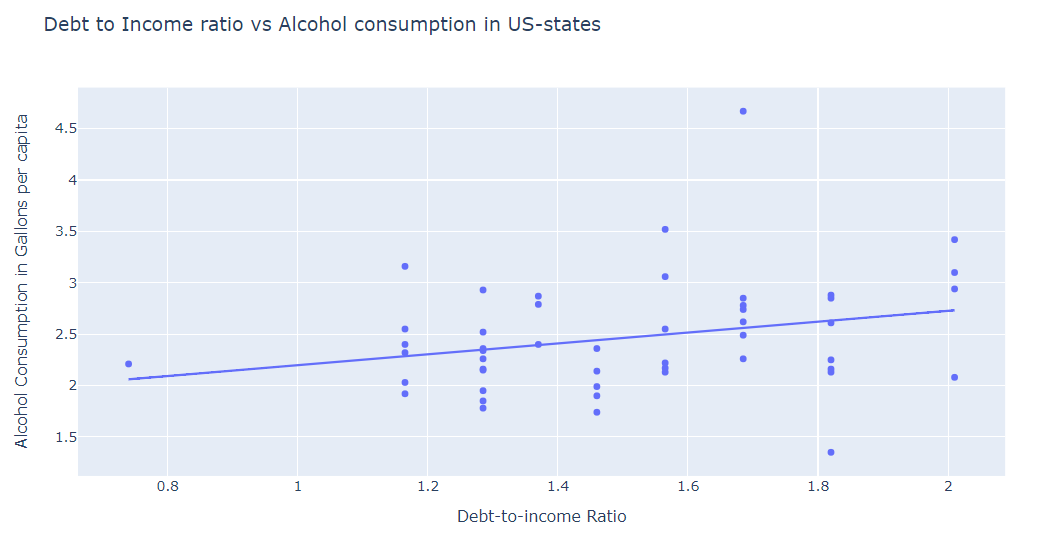 Debt to Income ratio vs Alcohol consumption in US-states
Alcohol Consumption in Gallons per capita
4.5
4
3.5
3
2.5
2
1.5
0.8 1 1.2 1.4 1.6 1.8 2
Debt-to-income Ratio